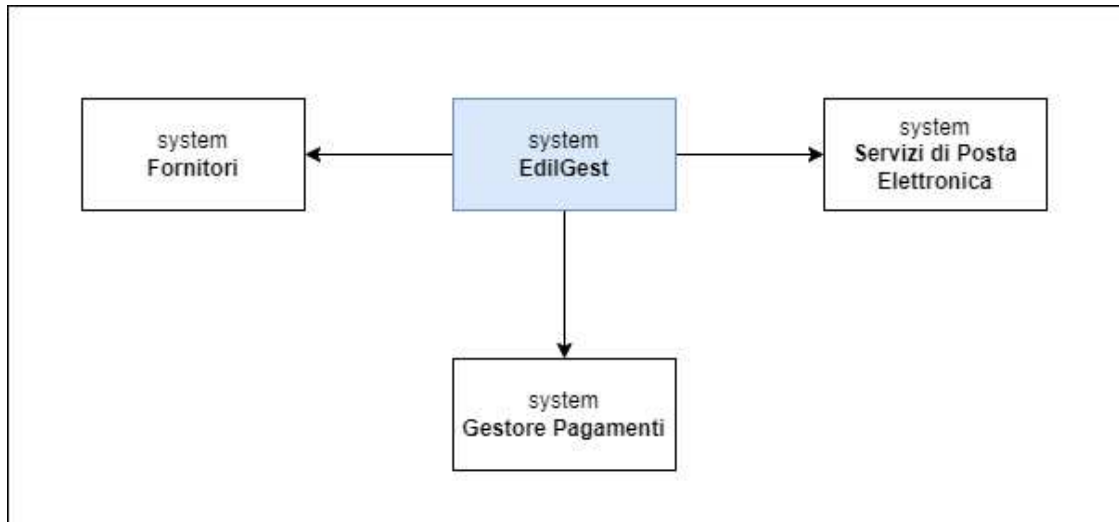 system
Fornitori
system
EdilGest
system
Servizi di Posta
Elettronica
system
Gestore Pagamenti